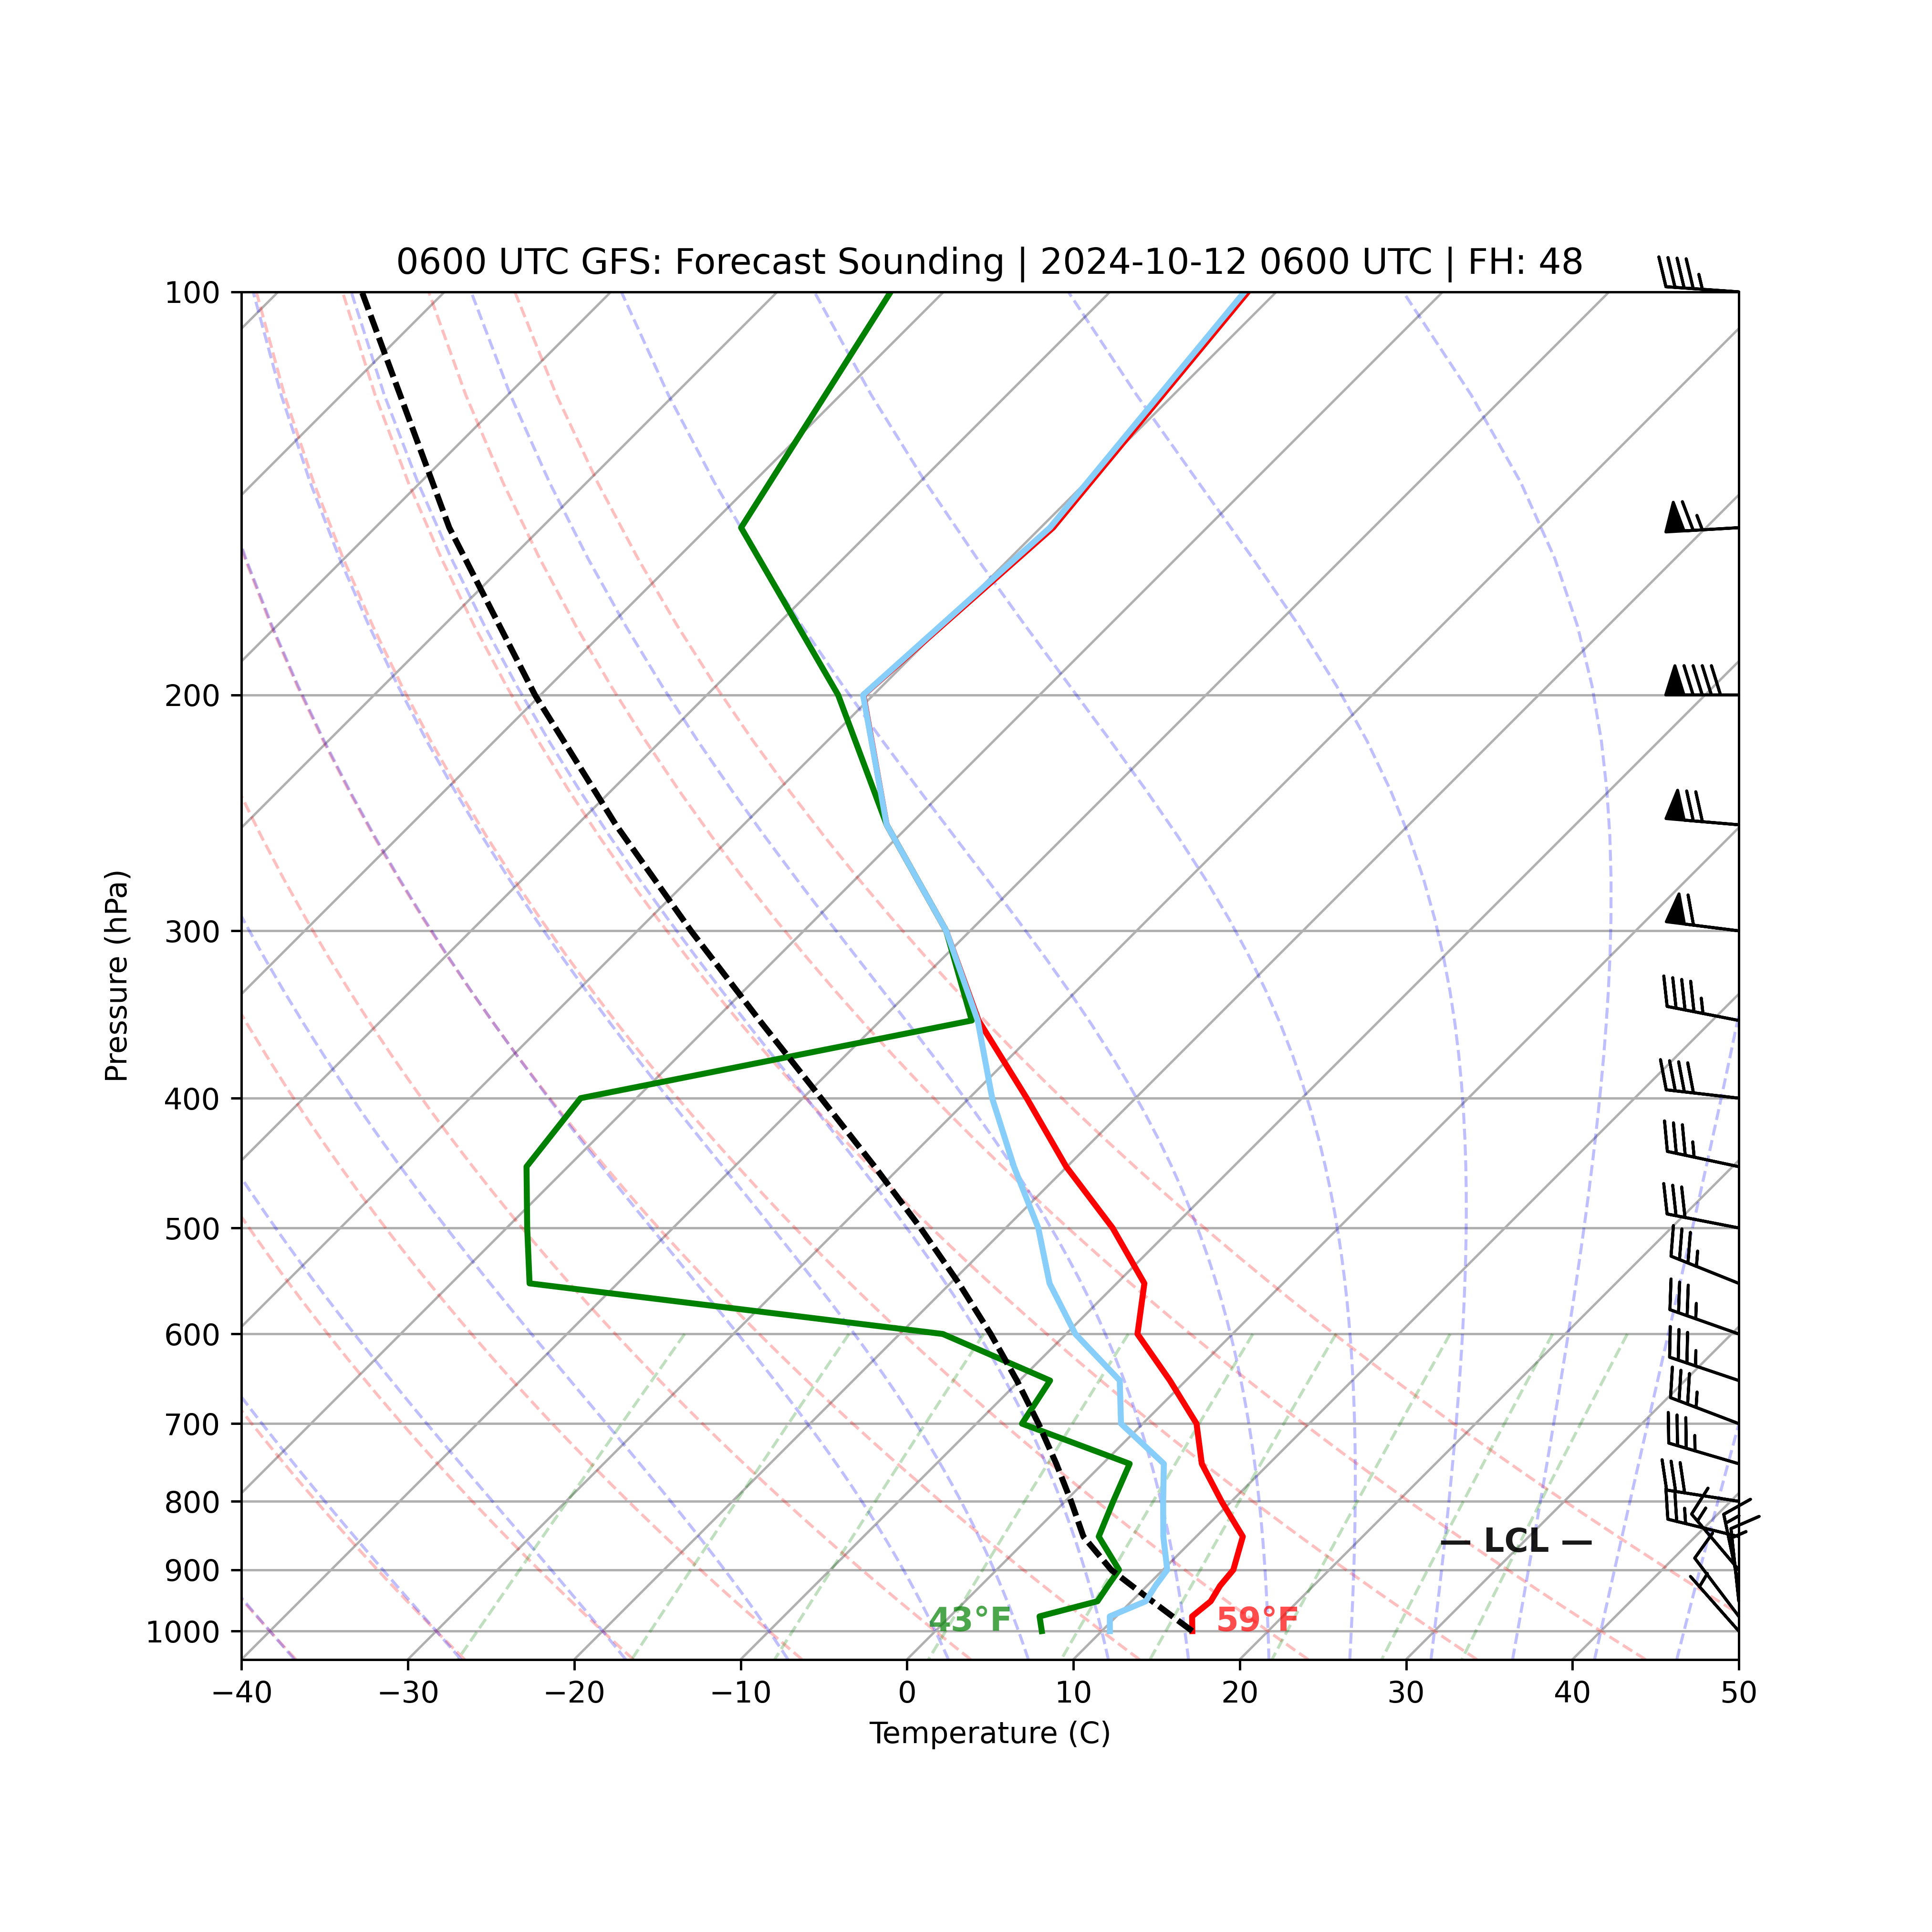 0600 UTC GFS: Forecast Sounding | 2024-10-12 0600 UTC | FH: 48
100
200
300
400
500
600
700
800
900
1000
Pressure (hPa)
— LCL —
43°F
59°F
−40 −30 −20 −10 0 10 20 30 40 50
Temperature (C)